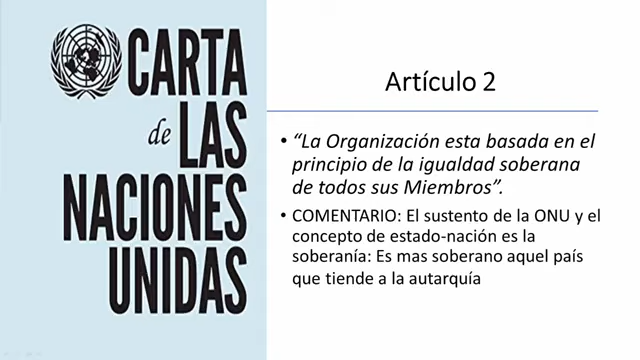 CARTA
de LAS
NACIONES
UNIDAS
Artículo 2
• “La Organización esta basada en el
principio de la igualdad soberana
de todos sus Miembros”.
• COMENTARIO: El sustento de la ONU y el
concepto de estado-nación es la
soberanía: Es mas soberano aquel país
que tiende a la autarquía